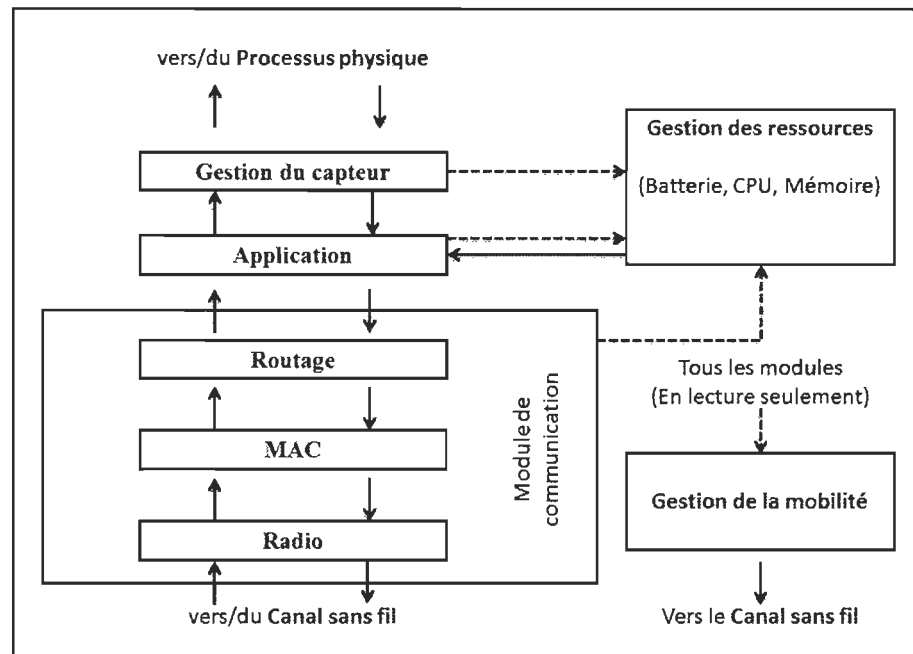 vers/du Processus physique
Gestion du capteur
Application
Routage
MAC
Radio
Module de
communication
vers/du Canal sans fil
Gestion des ressources
(Batterie, CPU, Mémoire)
Tous les modules
(En lecture seulement)
Gestion de la mobilité
Vers le Canal sans fil